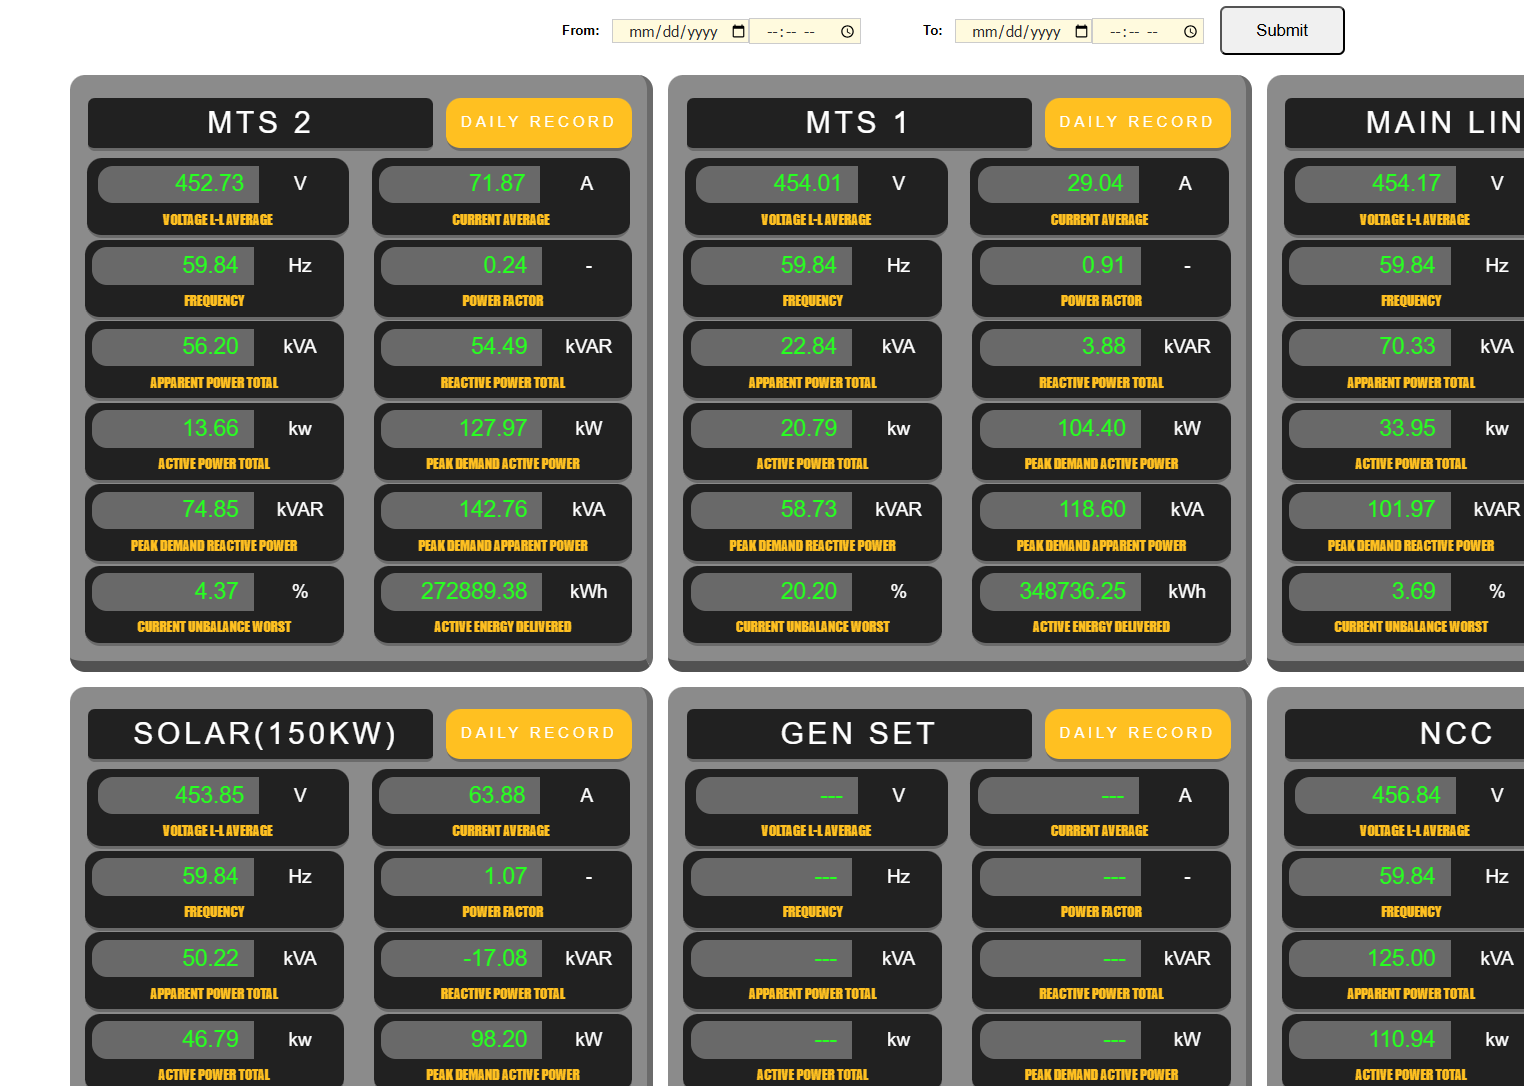 From: mm/dd/yyyy --:-- -- To: mm/dd/yyyy --:-- -- Submit
MTS 2 DAILY RECORD
452.73 V 71.87 A
VOLTAGE L-L AVERAGE CURRENT AVERAGE
59.84 Hz 0.24 -
FREQUENCY POWER FACTOR
56.20 kVA 54.49 kVAR
APPARENT POWER TOTAL REACTIVE POWER TOTAL
13.66 kw 127.97 kW
ACTIVE POWER TOTAL PEAK DEMAND ACTIVE POWER
74.85 kVAR 142.76 kVA
PEAK DEMAND REACTIVE POWER PEAK DEMAND APPARENT POWER
4.37 % 272889.38 kWh
CURRENT UNBALANCE WORST ACTIVE ENERGY DELIVERED
MTS 1 DAILY RECORD
454.01 V 29.04 A
VOLTAGE L-L AVERAGE CURRENT AVERAGE
59.84 Hz 0.91 -
FREQUENCY POWER FACTOR
22.84 kVA 3.88 kVAR
APPARENT POWER TOTAL REACTIVE POWER TOTAL
20.79 kw 104.40 kW
ACTIVE POWER TOTAL PEAK DEMAND ACTIVE POWER
58.73 kVAR 118.60 kVA
PEAK DEMAND REACTIVE POWER PEAK DEMAND APPARENT POWER
20.20 % 348736.25 kWh
CURRENT UNBALANCE WORST ACTIVE ENERGY DELIVERED
MAIN LIN
454.17 V
VOLTAGE L-L AVERAGE
59.84 Hz
FREQUENCY
70.33 kVA
APPARENT POWER TOTAL
33.95 kw
ACTIVE POWER TOTAL
101.97 kVAR
PEAK DEMAND REACTIVE POWER
3.69 %
CURRENT UNBALANCE WORST
SOLAR(150KW) DAILY RECORD
453.85 V 63.88 A
VOLTAGE L-L AVERAGE CURRENT AVERAGE
59.84 Hz 1.07 -
FREQUENCY POWER FACTOR
50.22 kVA -17.08 kVAR
APPARENT POWER TOTAL REACTIVE POWER TOTAL
46.79 kw 98.20 kW
ACTIVE POWER TOTAL PEAK DEMAND ACTIVE POWER
GEN SET DAILY RECORD
--- V --- A
VOLTAGE L-L AVERAGE CURRENT AVERAGE
--- Hz --- -
FREQUENCY POWER FACTOR
--- kVA --- kVAR
APPARENT POWER TOTAL REACTIVE POWER TOTAL
--- kw --- kW
ACTIVE POWER TOTAL PEAK DEMAND ACTIVE POWER
NCC
456.84 V
VOLTAGE L-L AVERAGE
59.84 Hz
FREQUENCY
125.00 kVA
APPARENT POWER TOTAL
110.94 kw
ACTIVE POWER TOTAL